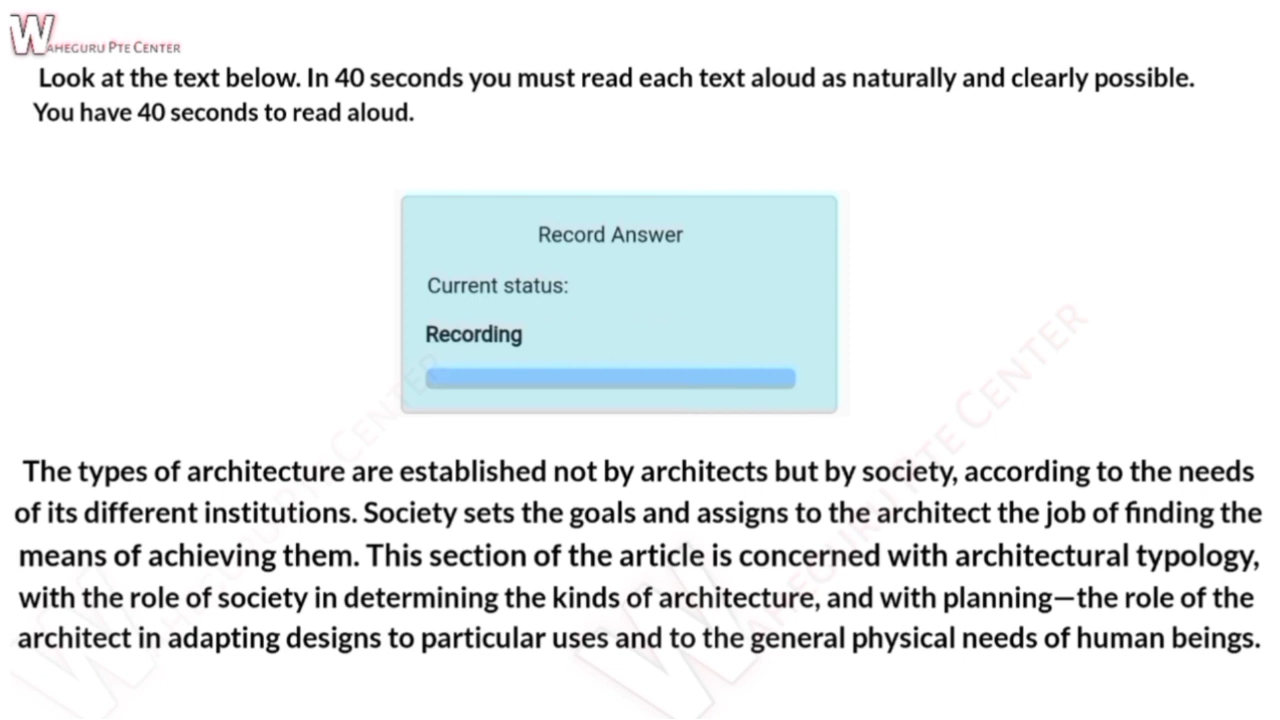 WAHEGURU PTE CENTER
Look at the text below. In 40 seconds you must read each text aloud as naturally and clearly possible.
You have 40 seconds to read aloud.
Record Answer
Current status:
Recording
The types of architecture are established not by architects but by society, according to the needs
of its different institutions. Society sets the goals and assigns to the architect the job of finding the
means of achieving them. This section of the article is concerned with architectural typology,
with the role of society in determining the kinds of architecture, and with planning—the role of the
architect in adapting designs to particular uses and to the general physical needs of human beings.
WAHEGURU PTE CENTER
WAHEGURU PTE CENTER